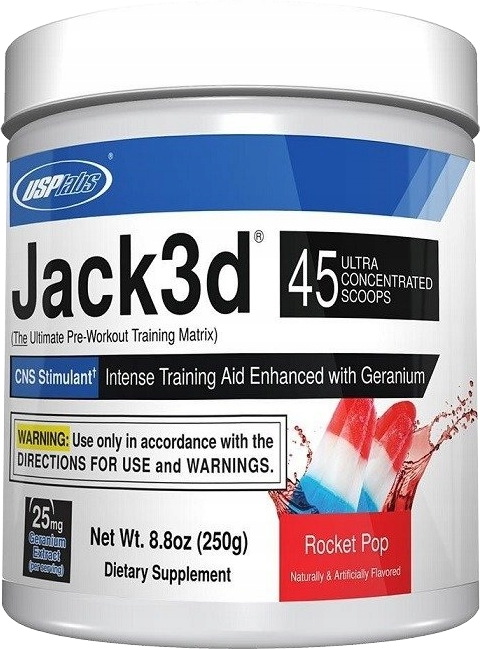 USPlabs®
Jack3d®
45 ULTRA
CONCENTRATED
SCOOPS
(The Ultimate Pre-Workout Training Matrix)
CNS Stimulant† Intense Training Aid Enhanced with Geranium
WARNING: Use only in accordance with the
DIRECTIONS FOR USE and WARNINGS.
25mg
Geranium
Extract
(per serving)
Net Wt. 8.8oz (250g)
Dietary Supplement
Rocket Pop
Naturally & Artificially Flavored